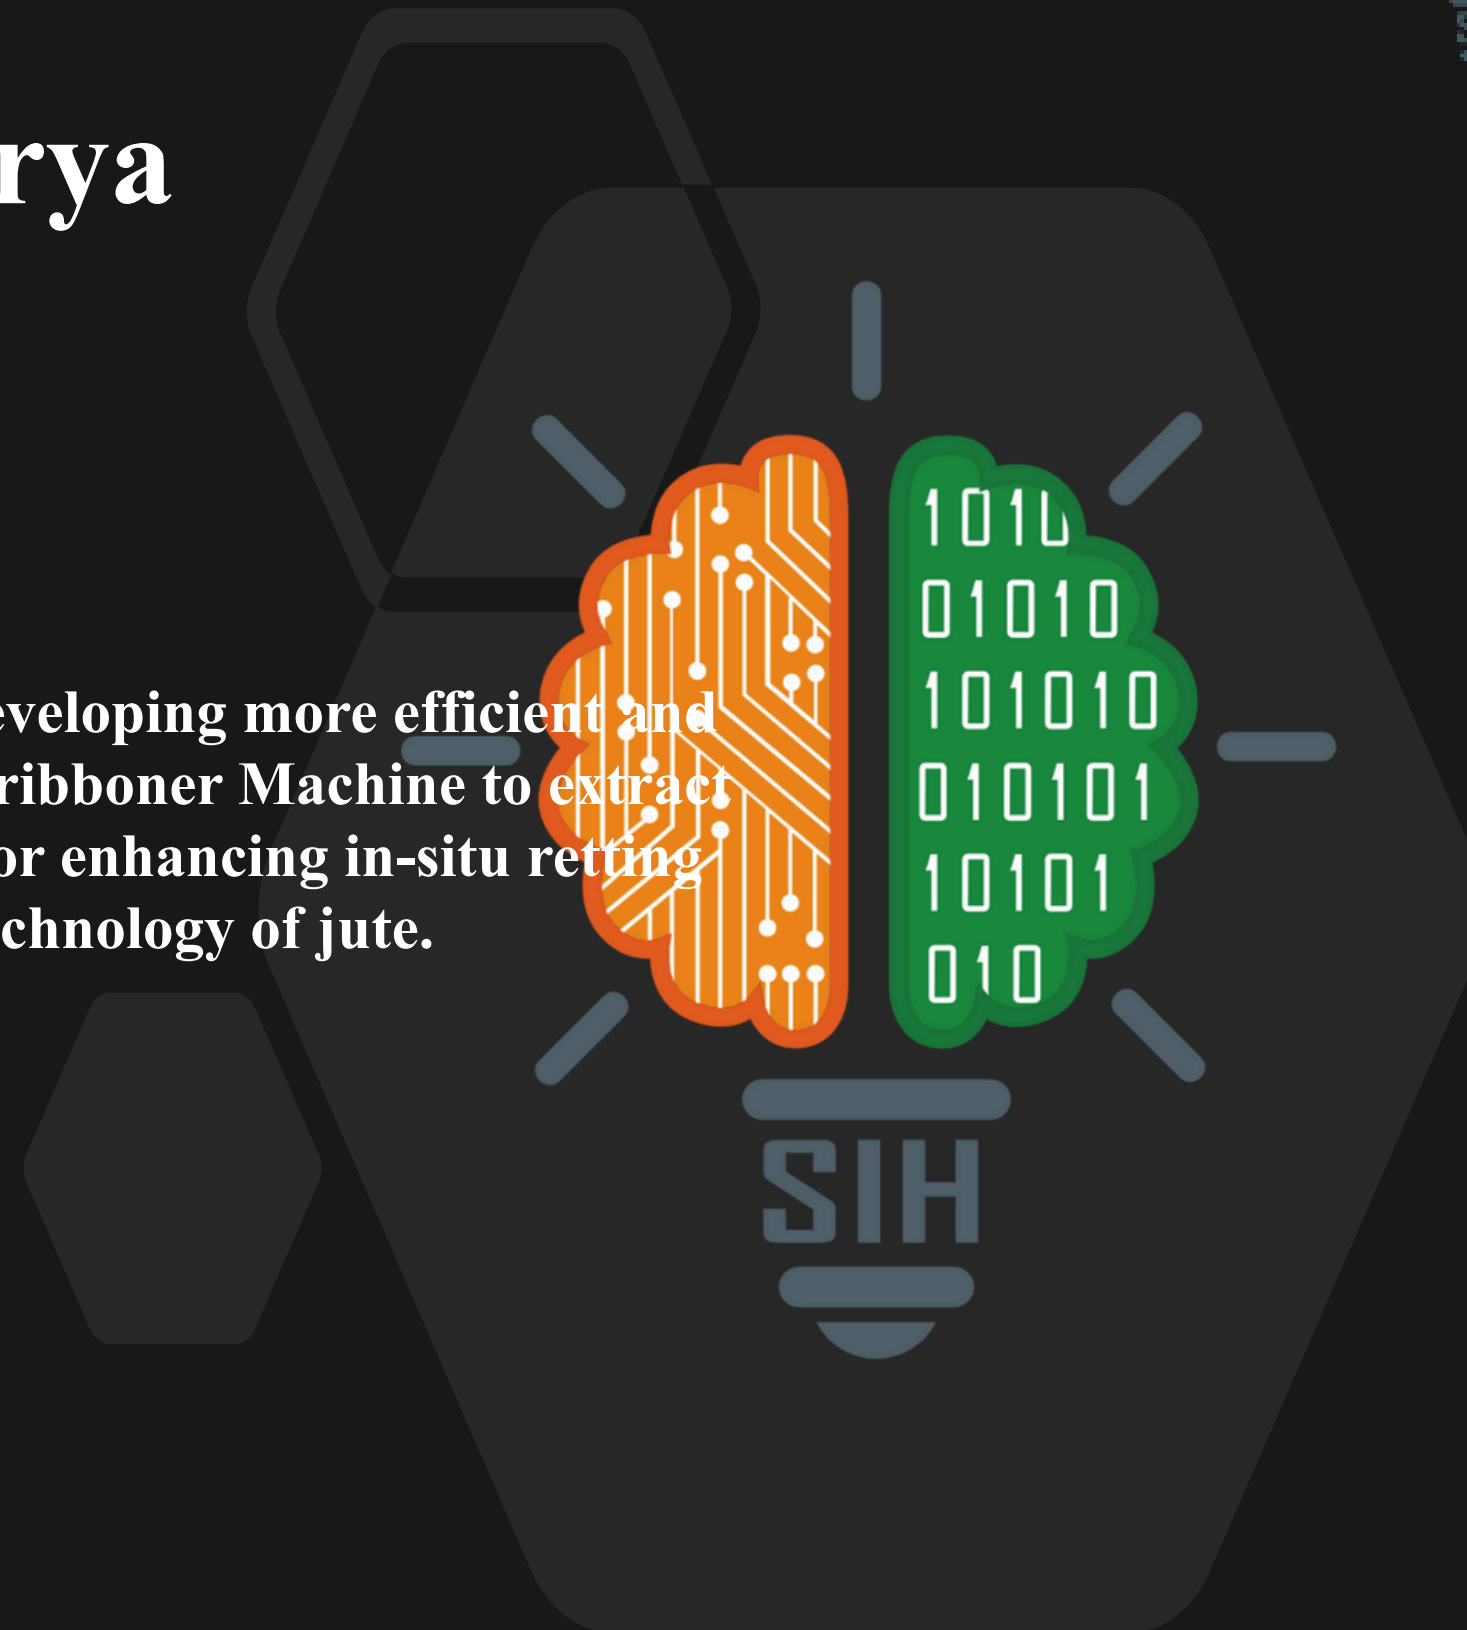 rya
eveloping more efficient and
ribboner Machine to extract
or enhancing in-situ retting
chnology of jute.
1010
01010
101010
010101
10101
010
SIH